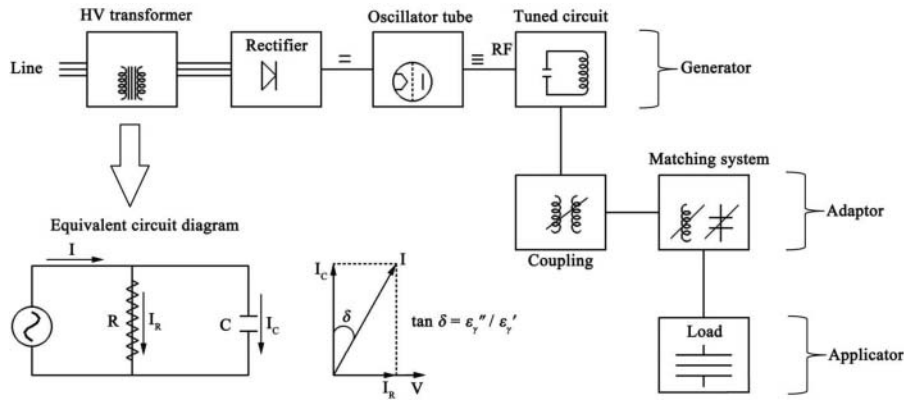 HV transformer
Line
Rectifier
=
Oscillator tube
≡
RF
Tuned circuit
Generator
Matching system
Coupling
Adaptor
Load
Applicator
Equivalent circuit diagram
I
R
I_R
C
I_C
I_C
I
δ
I_R
V
tan δ = ε_γ″ / ε_γ′